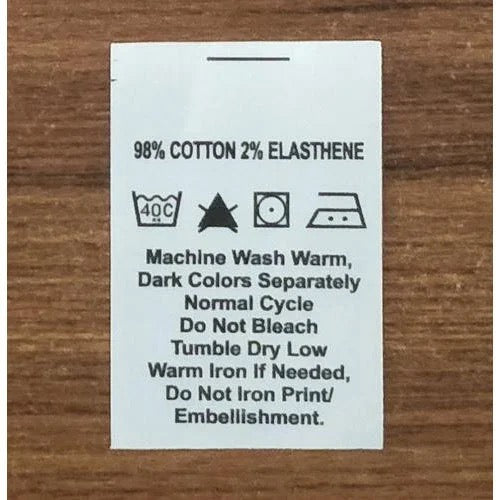 98% COTTON 2% ELASTHENE
40C
Machine Wash Warm,
Dark Colors Separately
Normal Cycle
Do Not Bleach
Tumble Dry Low
Warm Iron If Needed,
Do Not Iron Print/
Embellishment.